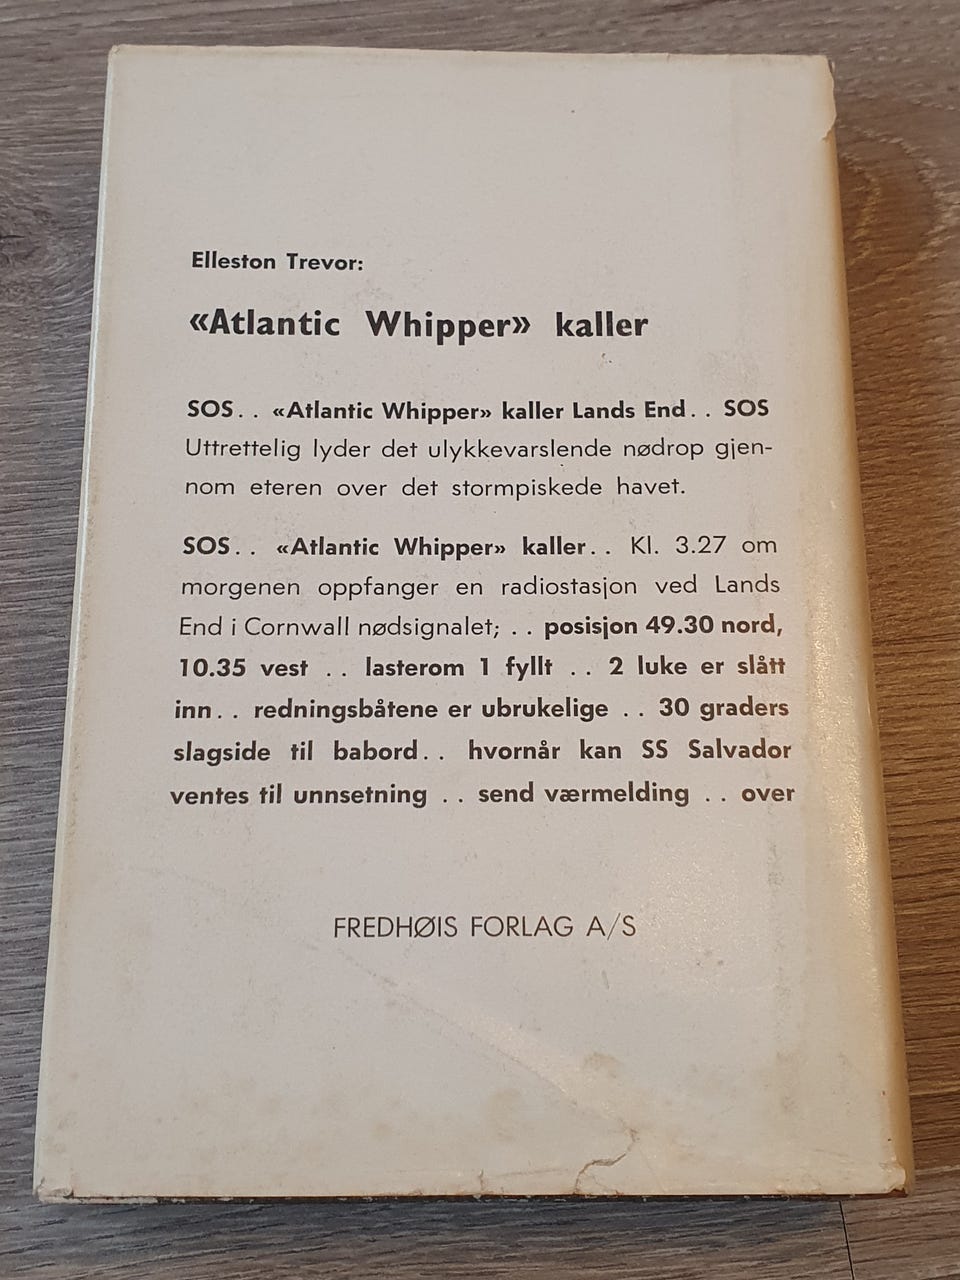 Elleston Trevor:
«Atlantic Whipper» kaller
SOS. . «Atlantic Whipper» kaller Lands End. . SOS
Uttrettelig lyder det ulykkevarslende nødrop gjen-
nom eteren over det stormpiskede havet.
SOS. . «Atlantic Whipper» kaller. . Kl. 3.27 om
morgenen oppfanger en radiostasjon ved Lands
End i Cornwall nødsignalet; . . posisjon 49.30 nord,
10.35 vest . . lasterom 1 fyllt . . 2 luke er slått
inn. . redningsbåtene er ubrukelige . . 30 graders
slagside til babord. . hvornår kan SS Salvador
ventes til unnsetning . . send værmelding . . over
FREDHØIS FORLAG A/S